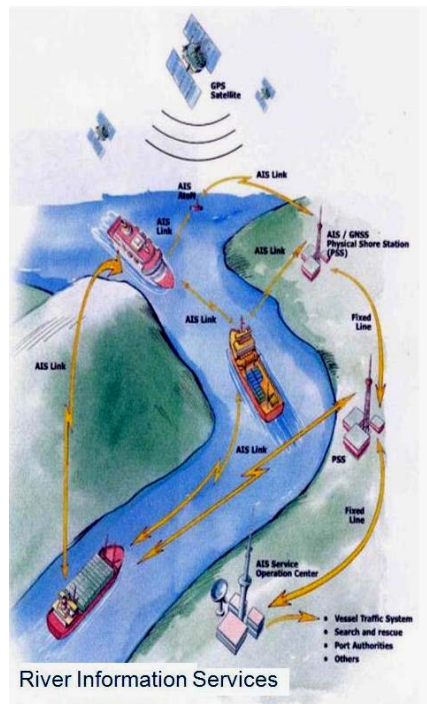 GPS
Satellite
AIS Link
AIS
AtoN
AIS
Link
AIS / GNSS
Physical Shore Station
(PSS)
AIS Link
AIS Link
Fixed
Line
AIS Link
AIS Link
PSS
Fixed
Line
AIS Service
Operation Center
• Vessel Traffic System
• Search and rescue
• Port Authorities
• Others
River Information Services